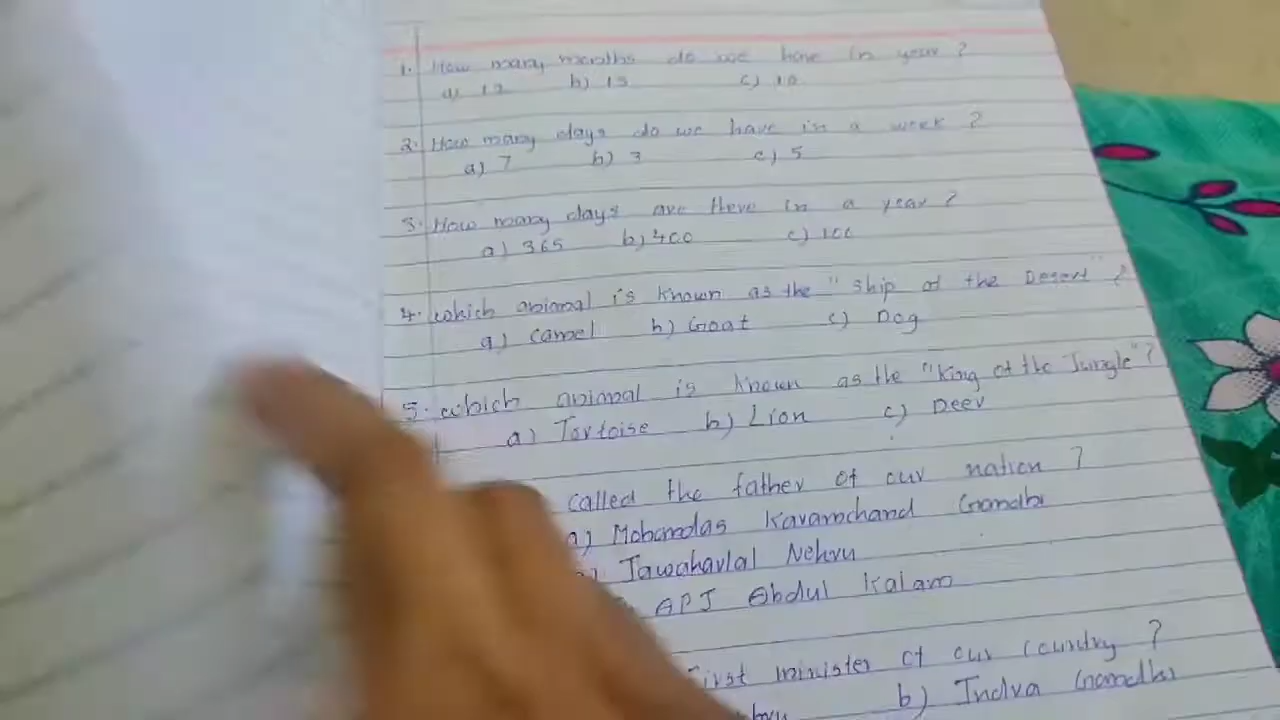 1. How many months do we have in year ?
a) 12 b) 15 c) 10
2. How many days do we have in a week ?
a) 7 b) 3 c) 5
3. How many days are there in a year ?
a) 365 b) 400 c) 100
4. which animal is known as the "ship of the Desert" ?
a) Camel b) Goat c) Dog
5. which animal is known as the "King of the Jungle" ?
a) Tortoise b) Lion c) Deer
called the father of our nation ?
a) Mohandas Karamchand Gandhi
Jawaharlal Nehru
APJ Abdul Kalam
First minister of our country ?
b) Indra Gandhi